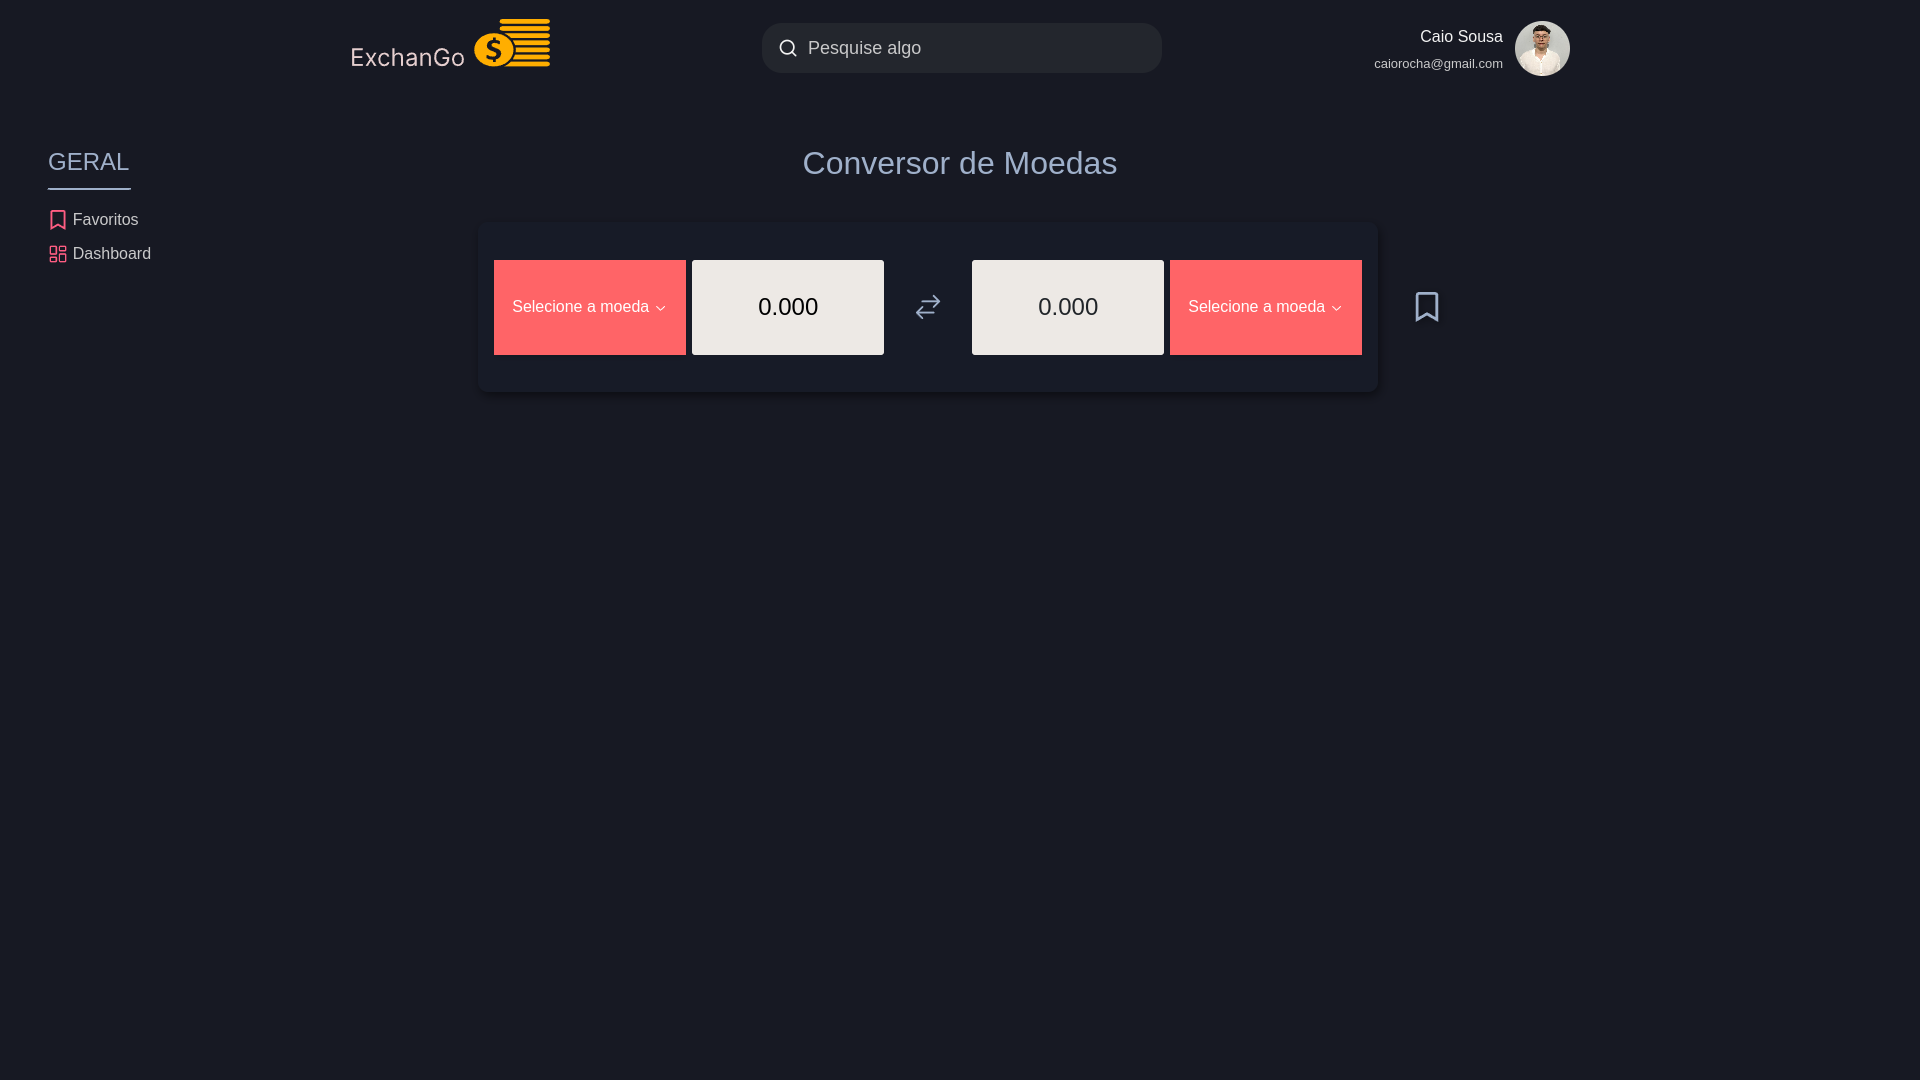 ExchanGo
Pesquise algo
Caio Sousa
caiorocha@gmail.com
GERAL
Favoritos
Dashboard
Conversor de Moedas
Selecione a moeda
0.000
0.000
Selecione a moeda